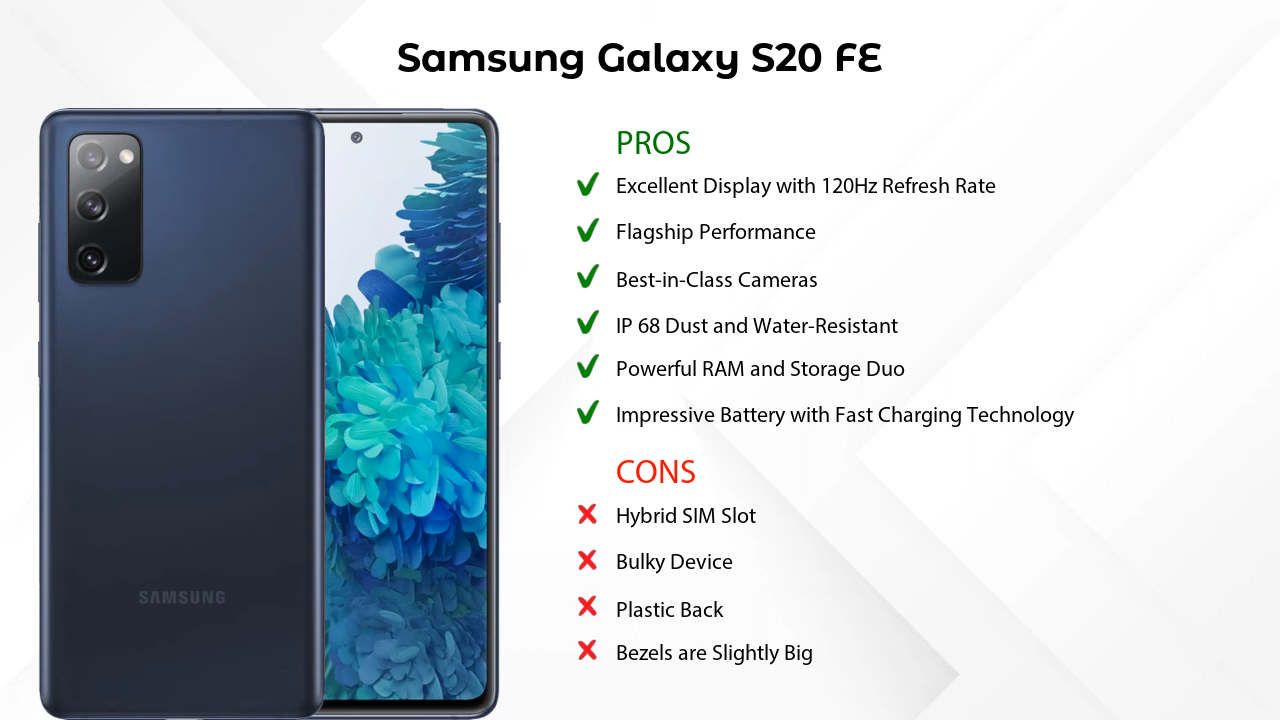 Samsung Galaxy S20 FE
PROS
Excellent Display with 120Hz Refresh Rate
Flagship Performance
Best-in-Class Cameras
IP 68 Dust and Water-Resistant
Powerful RAM and Storage Duo
Impressive Battery with Fast Charging Technology
CONS
Hybrid SIM Slot
Bulky Device
Plastic Back
Bezels are Slightly Big
SAMSUNG